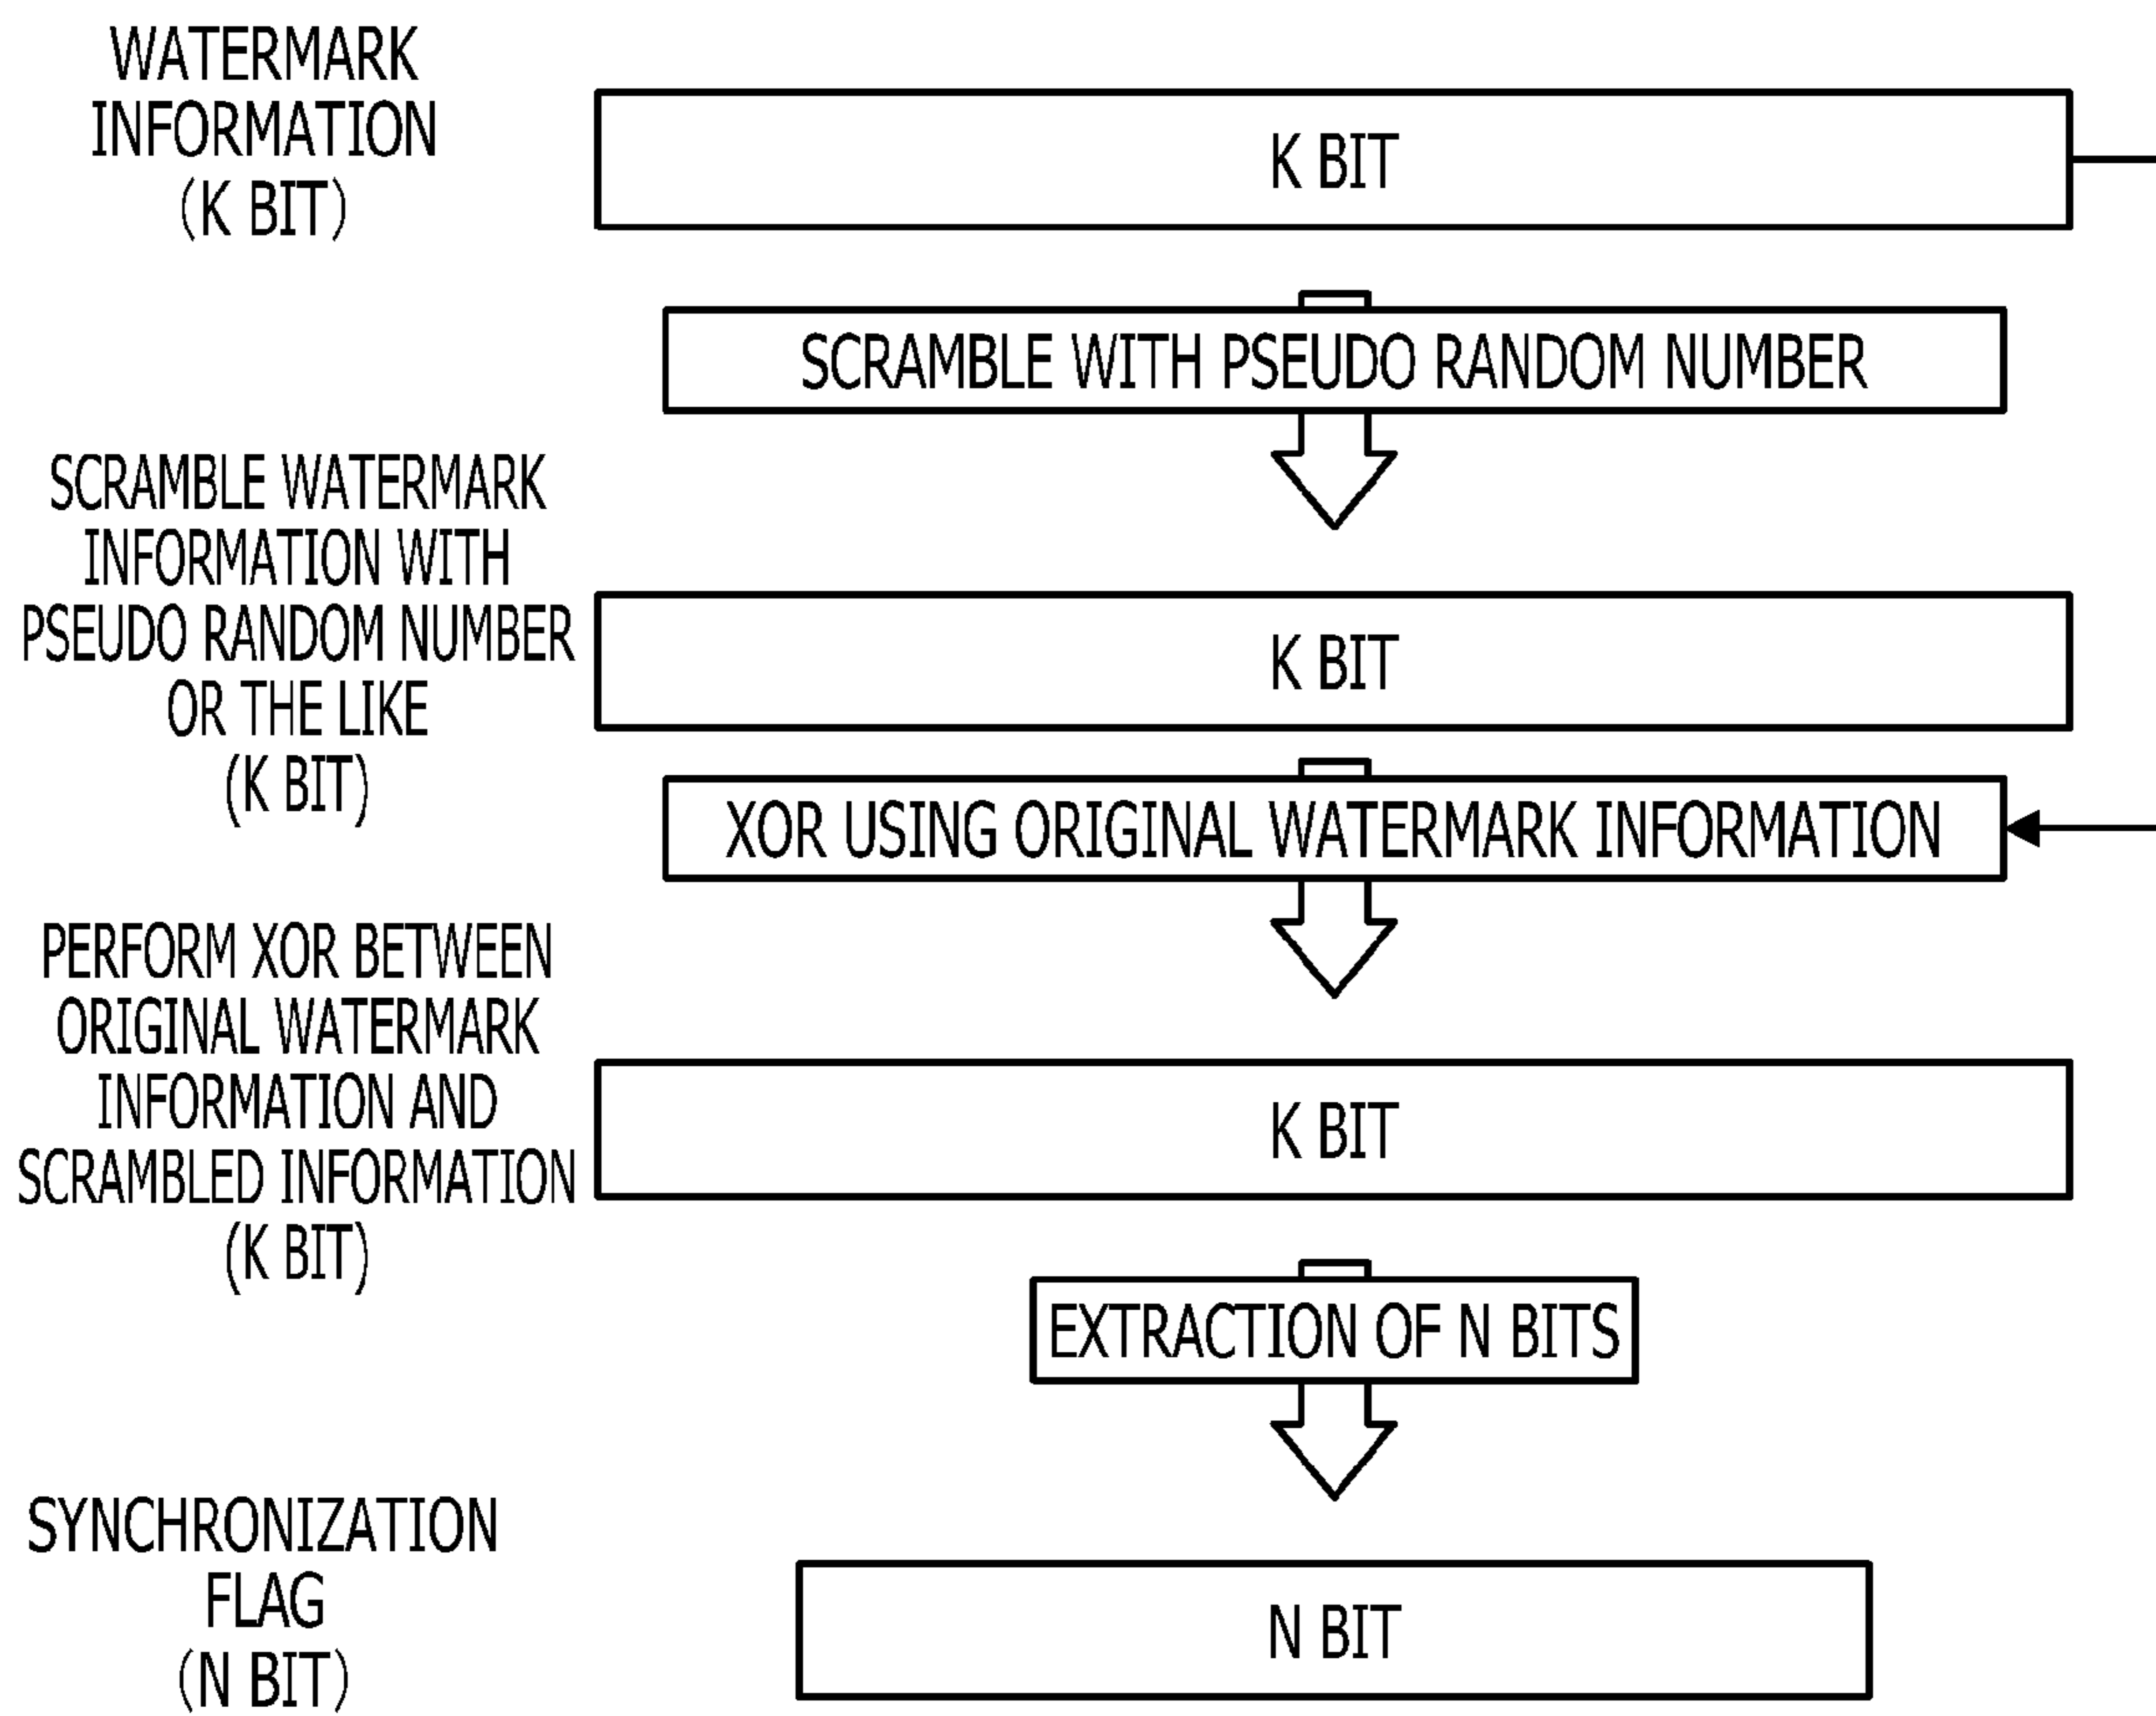 WATERMARK
INFORMATION
(K BIT)
K BIT
SCRAMBLE WITH PSEUDO RANDOM NUMBER
SCRAMBLE WATERMARK
INFORMATION WITH
PSEUDO RANDOM NUMBER
OR THE LIKE
(K BIT)
K BIT
XOR USING ORIGINAL WATERMARK INFORMATION
PERFORM XOR BETWEEN
ORIGINAL WATERMARK
INFORMATION AND
SCRAMBLED INFORMATION
(K BIT)
K BIT
EXTRACTION OF N BITS
SYNCHRONIZATION
FLAG
(N BIT)
N BIT